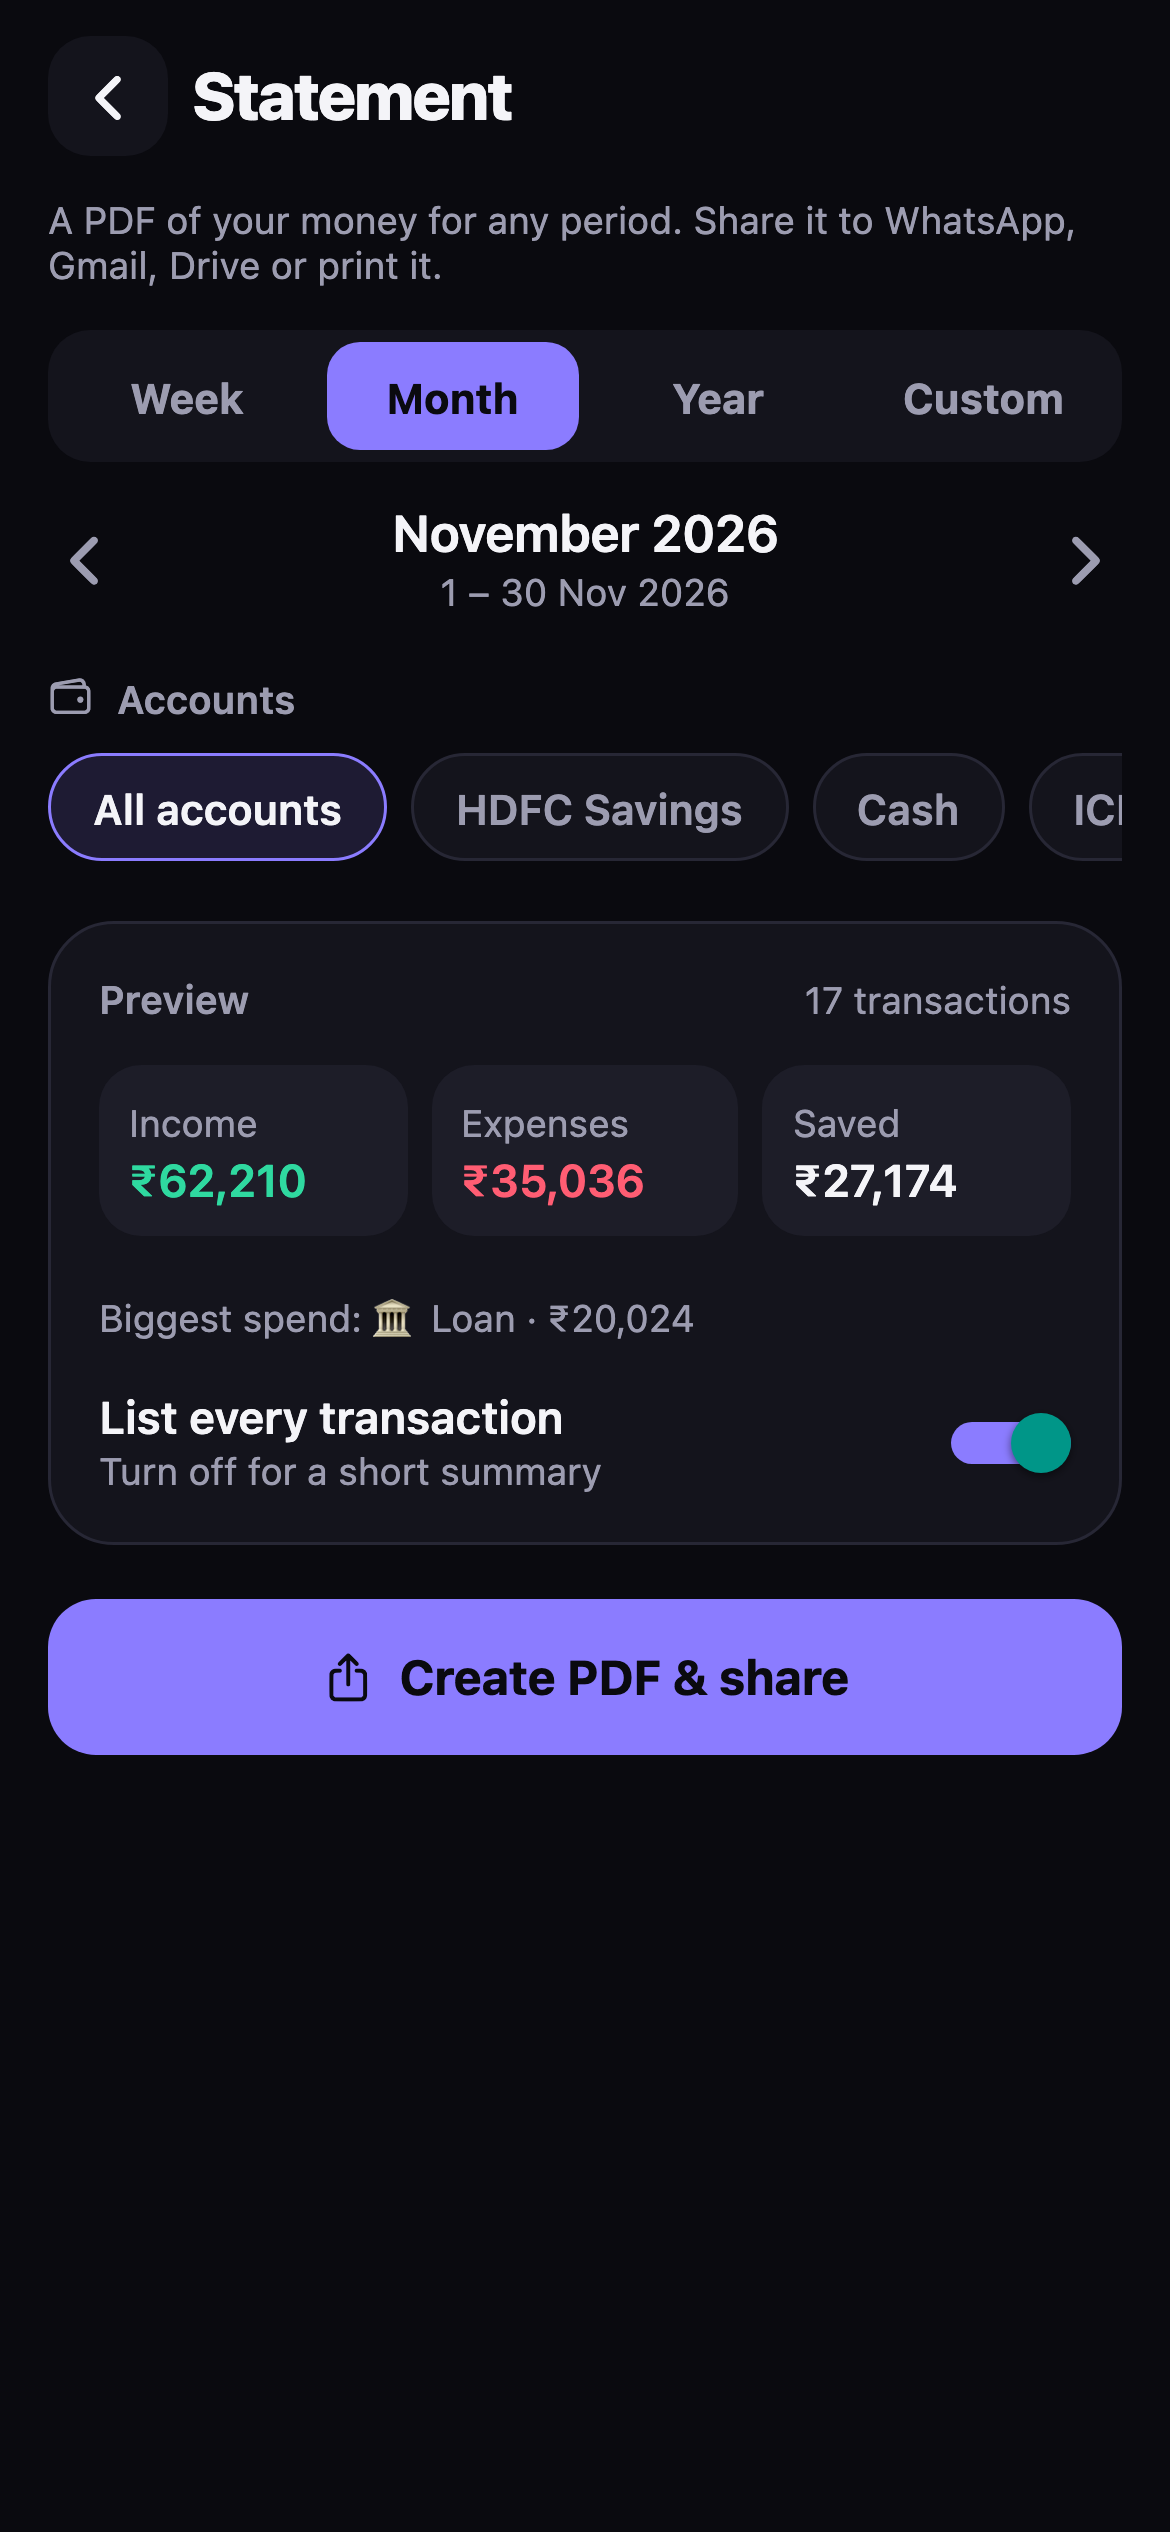 Statement
A PDF of your money for any period. Share it to WhatsApp,
Gmail, Drive or print it.
Week Month Year Custom
November 2026
1 – 30 Nov 2026
Accounts
All accounts HDFC Savings Cash
Preview 17 transactions
Income Expenses Saved
₹62,210 ₹35,036 ₹27,174
Biggest spend: 🏛️ Loan · ₹20,024
List every transaction
Turn off for a short summary
Create PDF & share